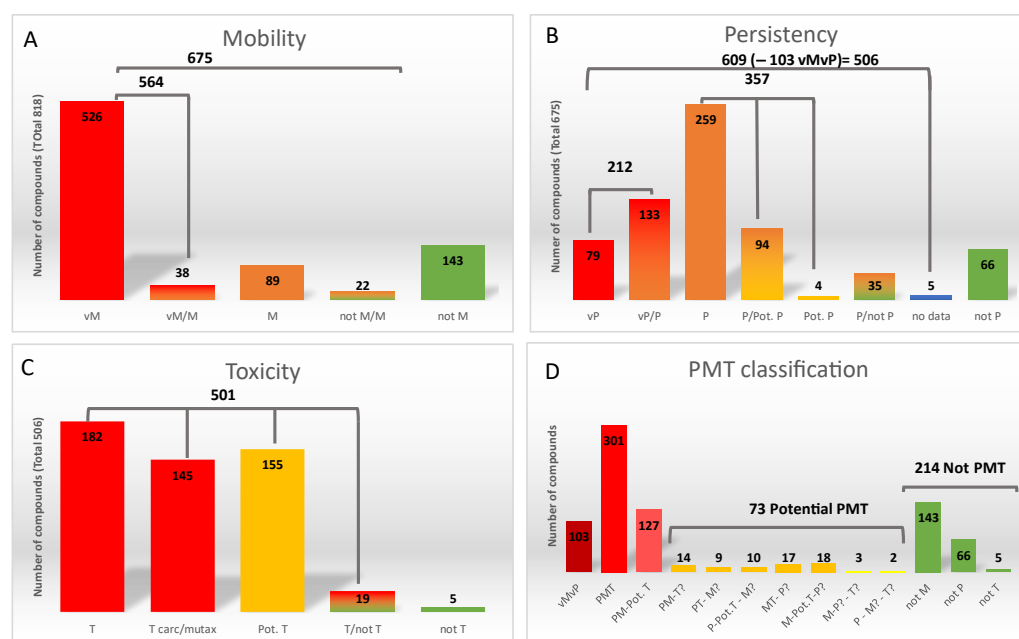 A
Mobility
675
564
Number of compounds (TOtal 818)
526
38
89
22
143
vM
vM/M
M
not M/M
not M
B
Persistency
609 (– 103 vMvP)= 506
357
212
Numer of compounds (Total 675)
79
133
259
94
4
35
5
66
vP
vP/P
P
P/Pot. P
Pot. P
P/not P
no data
not P
C
Toxicity
501
Number of compounds (Total 506)
182
145
155
19
5
T
T carc/mutax
Pot. T
T/not T
not T
D
PMT classification
214 Not PMT
73 Potential PMT
Number of compounds
103
301
127
14
9
10
17
18
3
2
143
66
5
vMvP
PMT
PM-Pot. T
PM-T?
PT- M?
P-Pot.T - M?
MT- P?
M-Pot.T-P?
M-P? - T?
P - M? - T?
not M
not P
not T